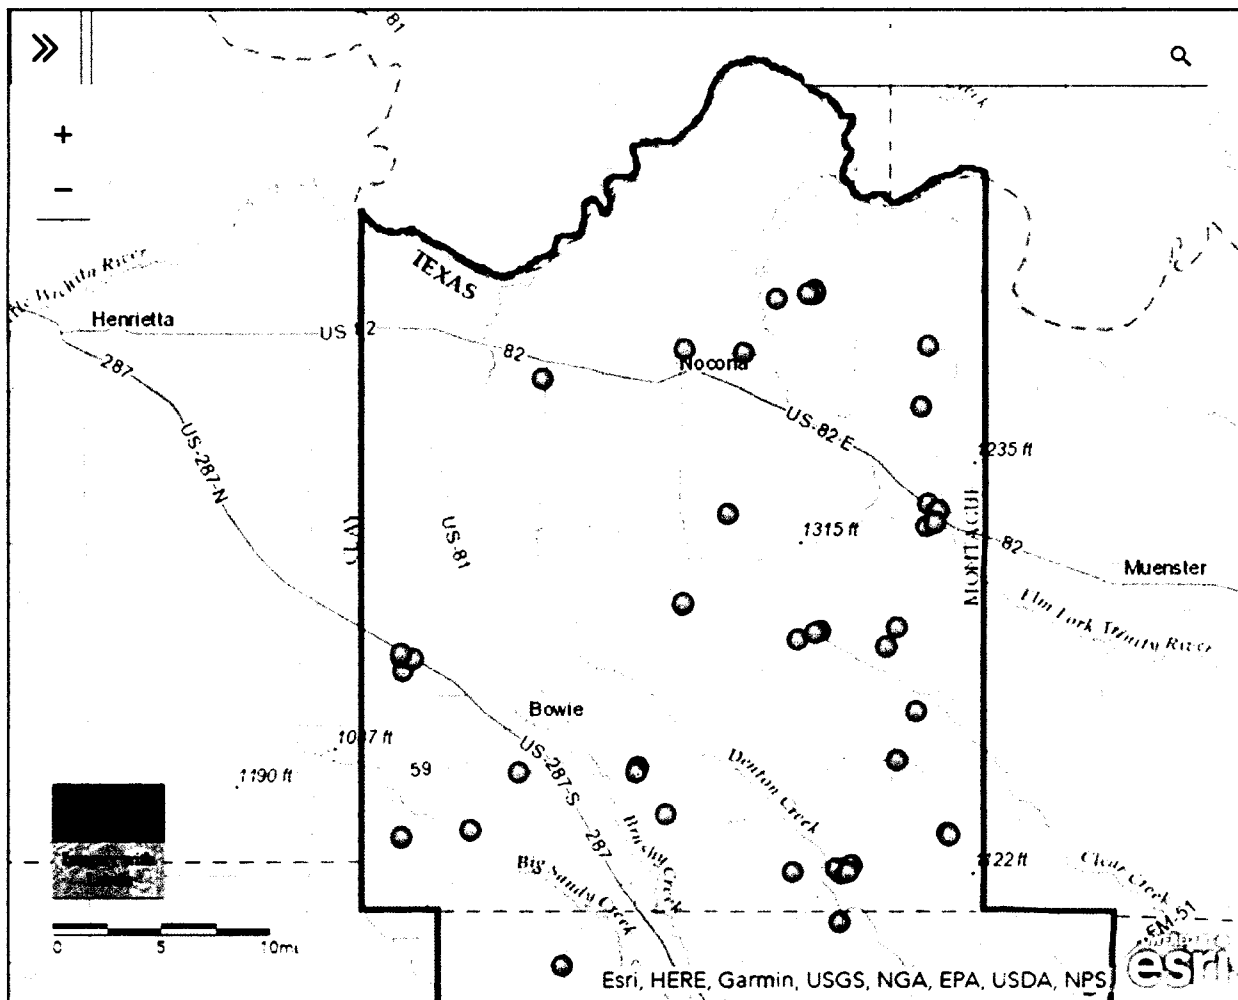 81
+
−
TEXAS
Henrietta
US 82
82
287
Nocona
US-82 E
1235 ft
US-287-N
US-81
1315 ft
MONTAGUE
82
Muenster
Elm Fork Trinity River
Bowie
1190 ft
59
US-287-S
Denton Creek
287
Brushy Creek
Big Sandy Creek
Clear Creek
FM-51
0 5 10mi
Esri, HERE, Garmin, USGS, NGA, EPA, USDA, NPS
esri